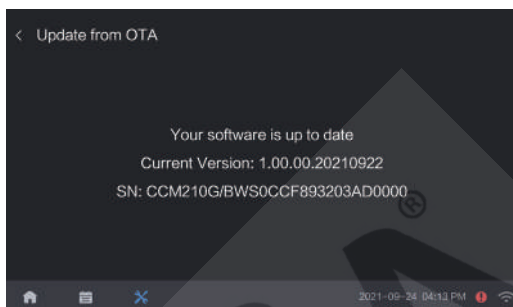 < Update from OTA
Your software is up to date
Current Version: 1.00.00.20210922
SN: CCM210G/BWS0CCF893203AD0000
®
2021-09-24 04:13 PM